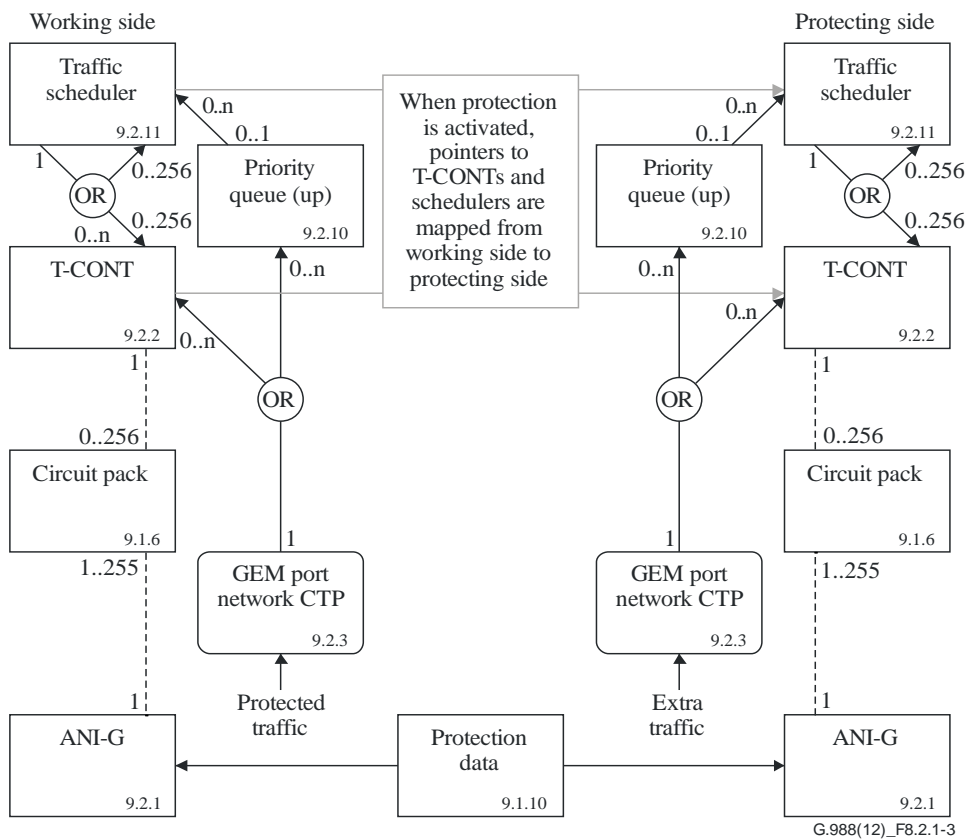 Working side
Protecting side
Traffic
scheduler
9.2.11
0..n
0..1
1
0..256
OR
0..256
0..n
Priority
queue (up)
9.2.10
0..n
T-CONT
9.2.2
0..n
1
OR
0..256
Circuit pack
9.1.6
1..255
1
GEM port
network CTP
9.2.3
Protected
traffic
1
ANI-G
9.2.1
When protection
is activated,
pointers to
T-CONTs and
schedulers are
mapped from
working side to
protecting side
Protection
data
9.1.10
Traffic
scheduler
9.2.11
0..n
0..1
1
0..256
OR
0..256
Priority
queue (up)
9.2.10
0..n
T-CONT
9.2.2
0..n
1
OR
0..256
Circuit pack
9.1.6
1..255
1
GEM port
network CTP
9.2.3
Extra
traffic
1
ANI-G
9.2.1
G.988(12)_F8.2.1-3